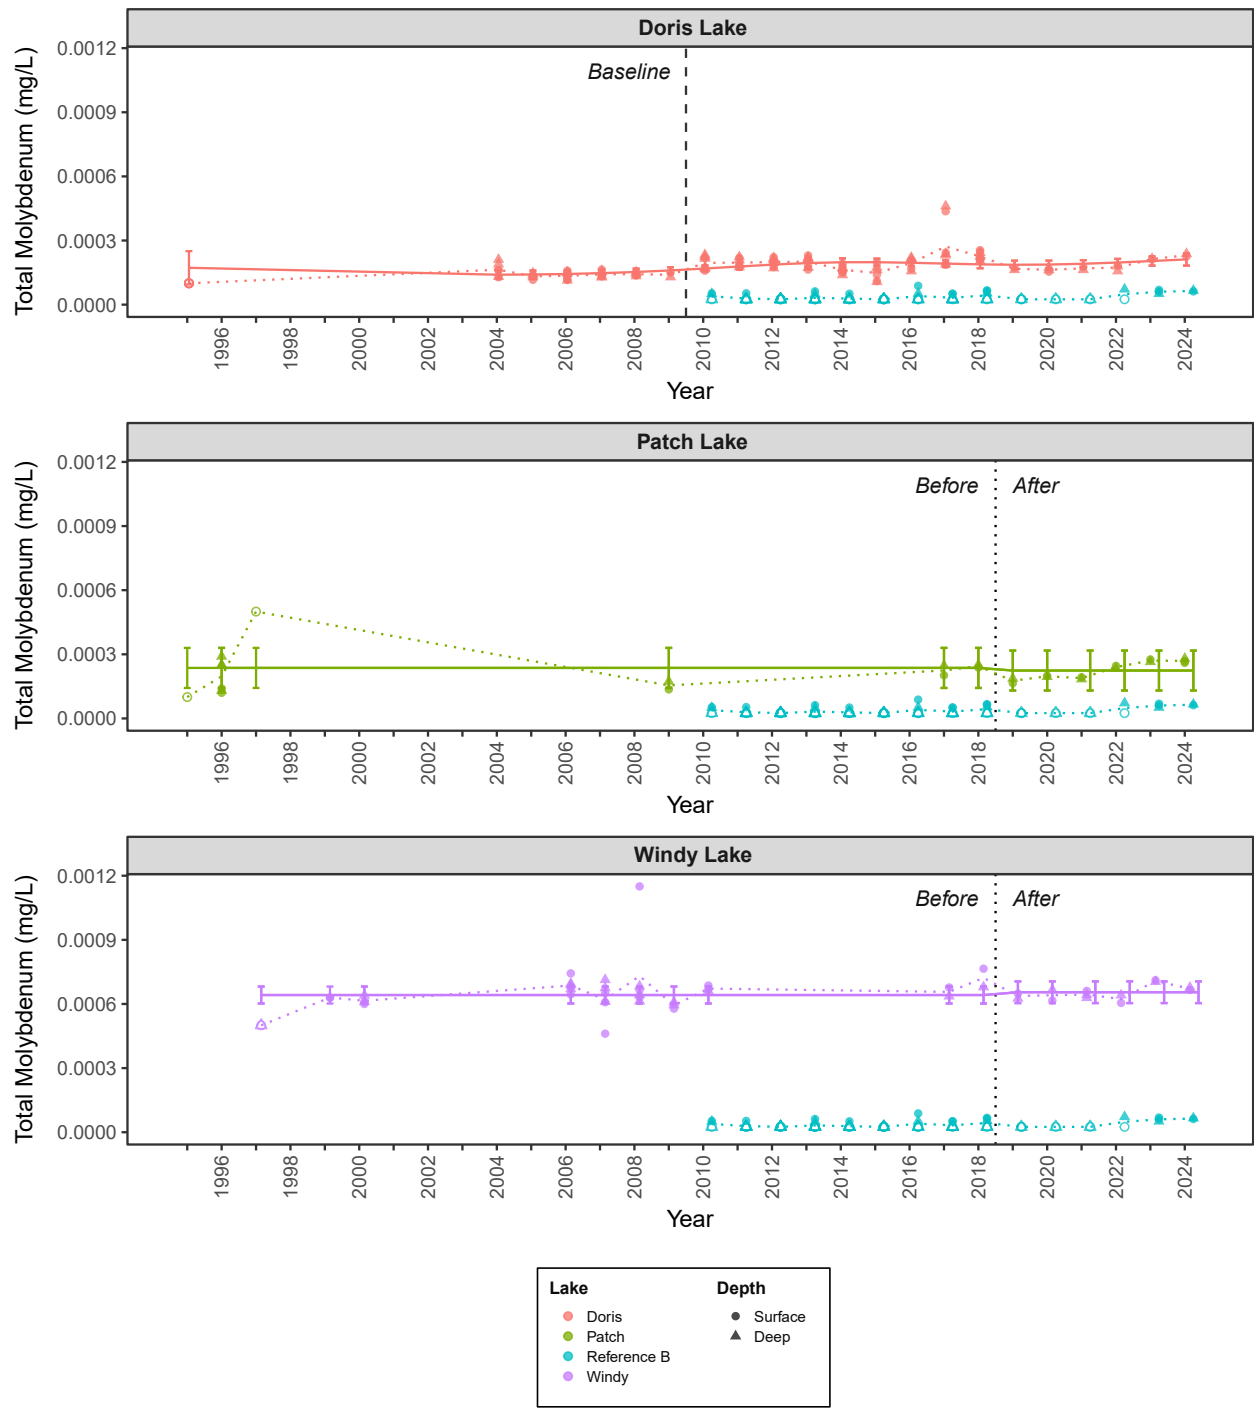 Doris Lake
Total Molybdenum (mg/L)
0.0012
0.0009
0.0006
0.0003
0.0000
Baseline
1996 1998 2000 2002 2004 2006 2008 2010 2012 2014 2016 2018 2020 2022 2024
Year
Patch Lake
Total Molybdenum (mg/L)
0.0012
0.0009
0.0006
0.0003
0.0000
Before After
1996 1998 2000 2002 2004 2006 2008 2010 2012 2014 2016 2018 2020 2022 2024
Year
Windy Lake
Total Molybdenum (mg/L)
0.0012
0.0009
0.0006
0.0003
0.0000
Before After
1996 1998 2000 2002 2004 2006 2008 2010 2012 2014 2016 2018 2020 2022 2024
Year
Lake
Doris
Patch
Reference B
Windy
Depth
Surface
Deep